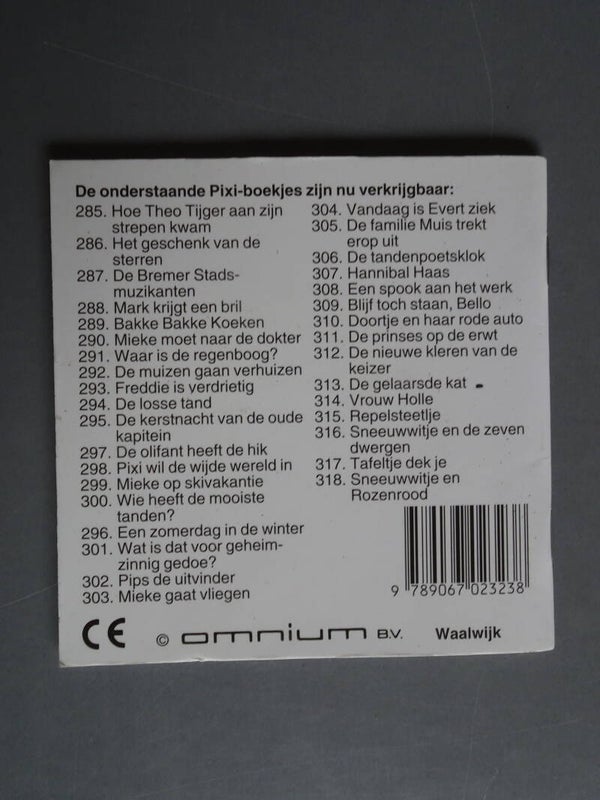 De onderstaande Pixi-boekjes zijn nu verkrijgbaar:
285. Hoe Theo Tijger aan zijn
strepen kwam
286. Het geschenk van de
sterren
287. De Bremer Stads-
muzikanten
288. Mark krijgt een bril
289. Bakke Bakke Koeken
290. Mieke moet naar de dokter
291. Waar is de regenboog?
292. De muizen gaan verhuizen
293. Freddie is verdrietig
294. De losse tand
295. De kerstnacht van de oude
kapitein
297. De olifant heeft de hik
298. Pixi wil de wijde wereld in
299. Mieke op skivakantie
300. Wie heeft de mooiste
tanden?
296. Een zomerdag in de winter
301. Wat is dat voor geheim-
zinnig gedoe?
302. Pips de uitvinder
303. Mieke gaat vliegen
304. Vandaag is Evert ziek
305. De familie Muis trekt
erop uit
306. De tandenpoetsklok
307. Hannibal Haas
308. Een spook aan het werk
309. Blijf toch staan, Bello
310. Doortje en haar rode auto
311. De prinses op de erwt
312. De nieuwe kleren van de
keizer
313. De gelaarsde kat
314. Vrouw Holle
315. Repelsteeltje
316. Sneeuwwitje en de zeven
dwergen
317. Tafeltje dek je
318. Sneeuwwitje en
Rozenrood
9 789067 023238
CE © omnium B.V. Waalwijk